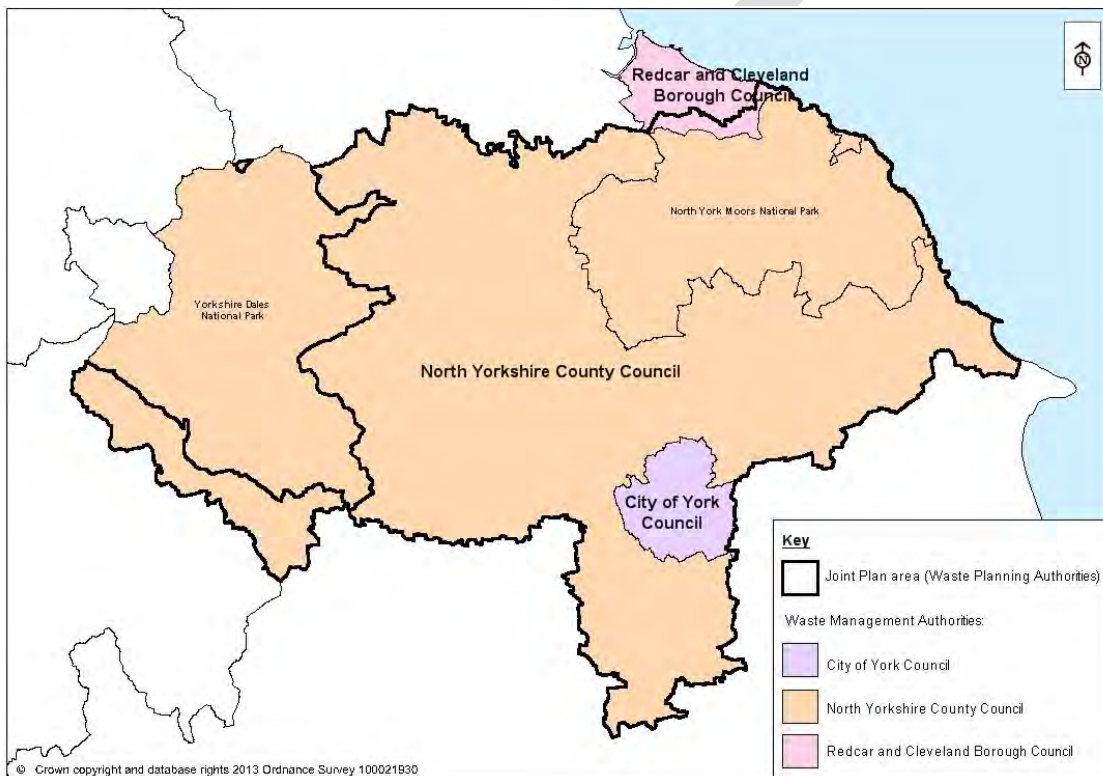 N
Redcar and Cleveland
Borough Council
North York Moors National Park
Yorkshire Dales
National Park
North Yorkshire County Council
City of York
Council
Key
Joint Plan area (Waste Planning Authorities)
Waste Management Authorities:
City of York Council
North Yorkshire County Council
Redcar and Cleveland Borough Council
© Crown copyright and database rights 2013 Ordnance Survey 100021930